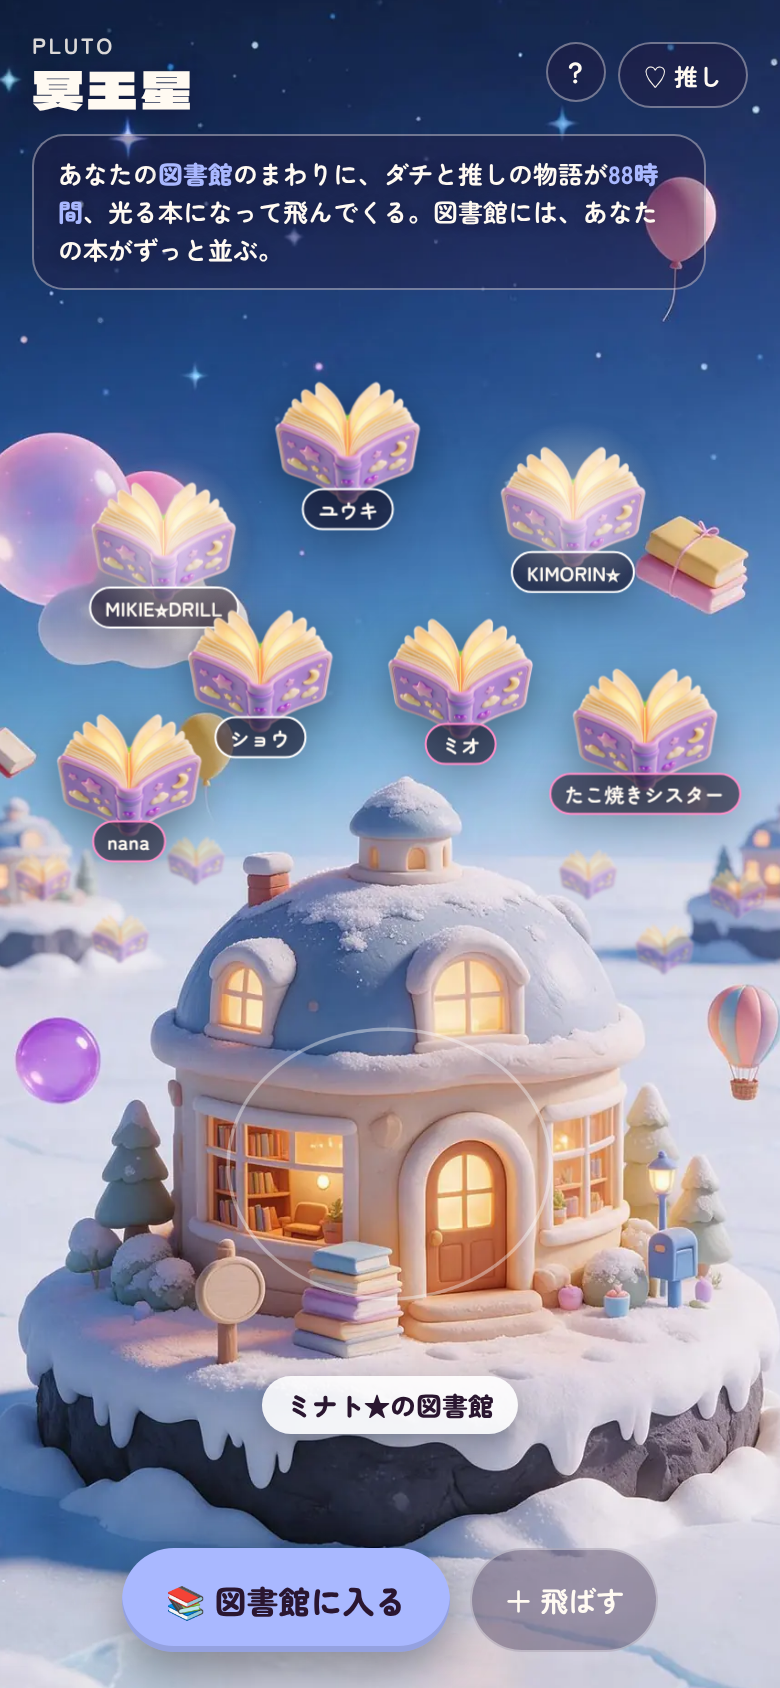 PLUTO
冥王星
?
♡ 推し
あなたの図書館のまわりに、ダチと推しの物語が88時
間、光る本になって飛んでくる。図書館には、あなた
の本がずっと並ぶ。
ユウキ
KIMORIN★
MIKIE★DRILL
ショウ
ミオ
たこ焼きシスター
nana
ミナト★の図書館
📚 図書館に入る
＋ 飛ばす